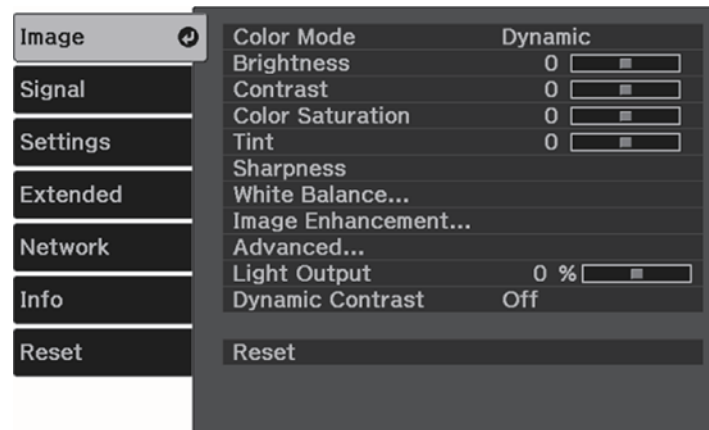 Image
Signal
Settings
Extended
Network
Info
Reset
Color Mode Dynamic
Brightness 0
Contrast 0
Color Saturation 0
Tint 0
Sharpness
White Balance...
Image Enhancement...
Advanced...
Light Output 0 %
Dynamic Contrast Off
Reset